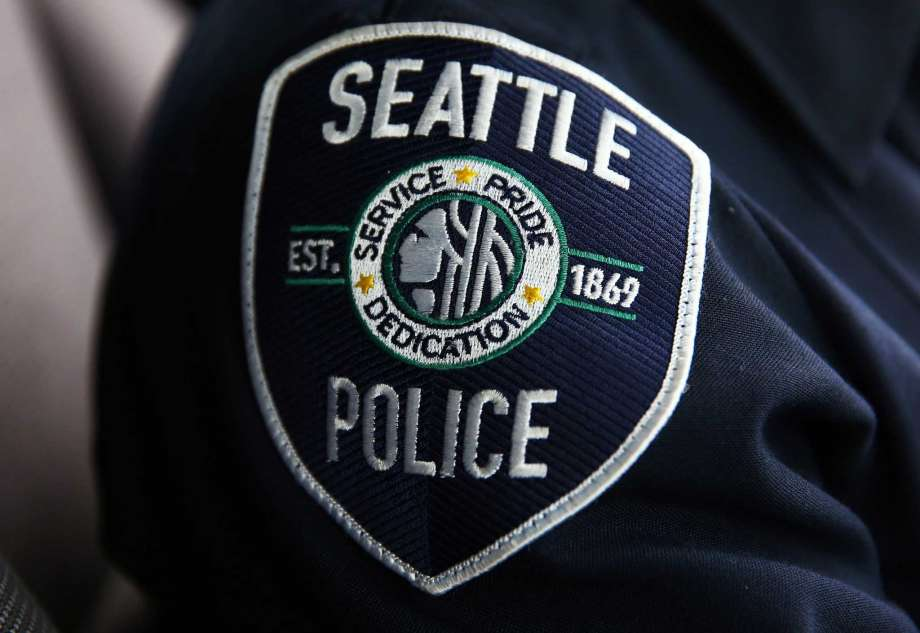 SEATTLE
SERVICE PRIDE
EST. 1869
DEDICATION
POLICE